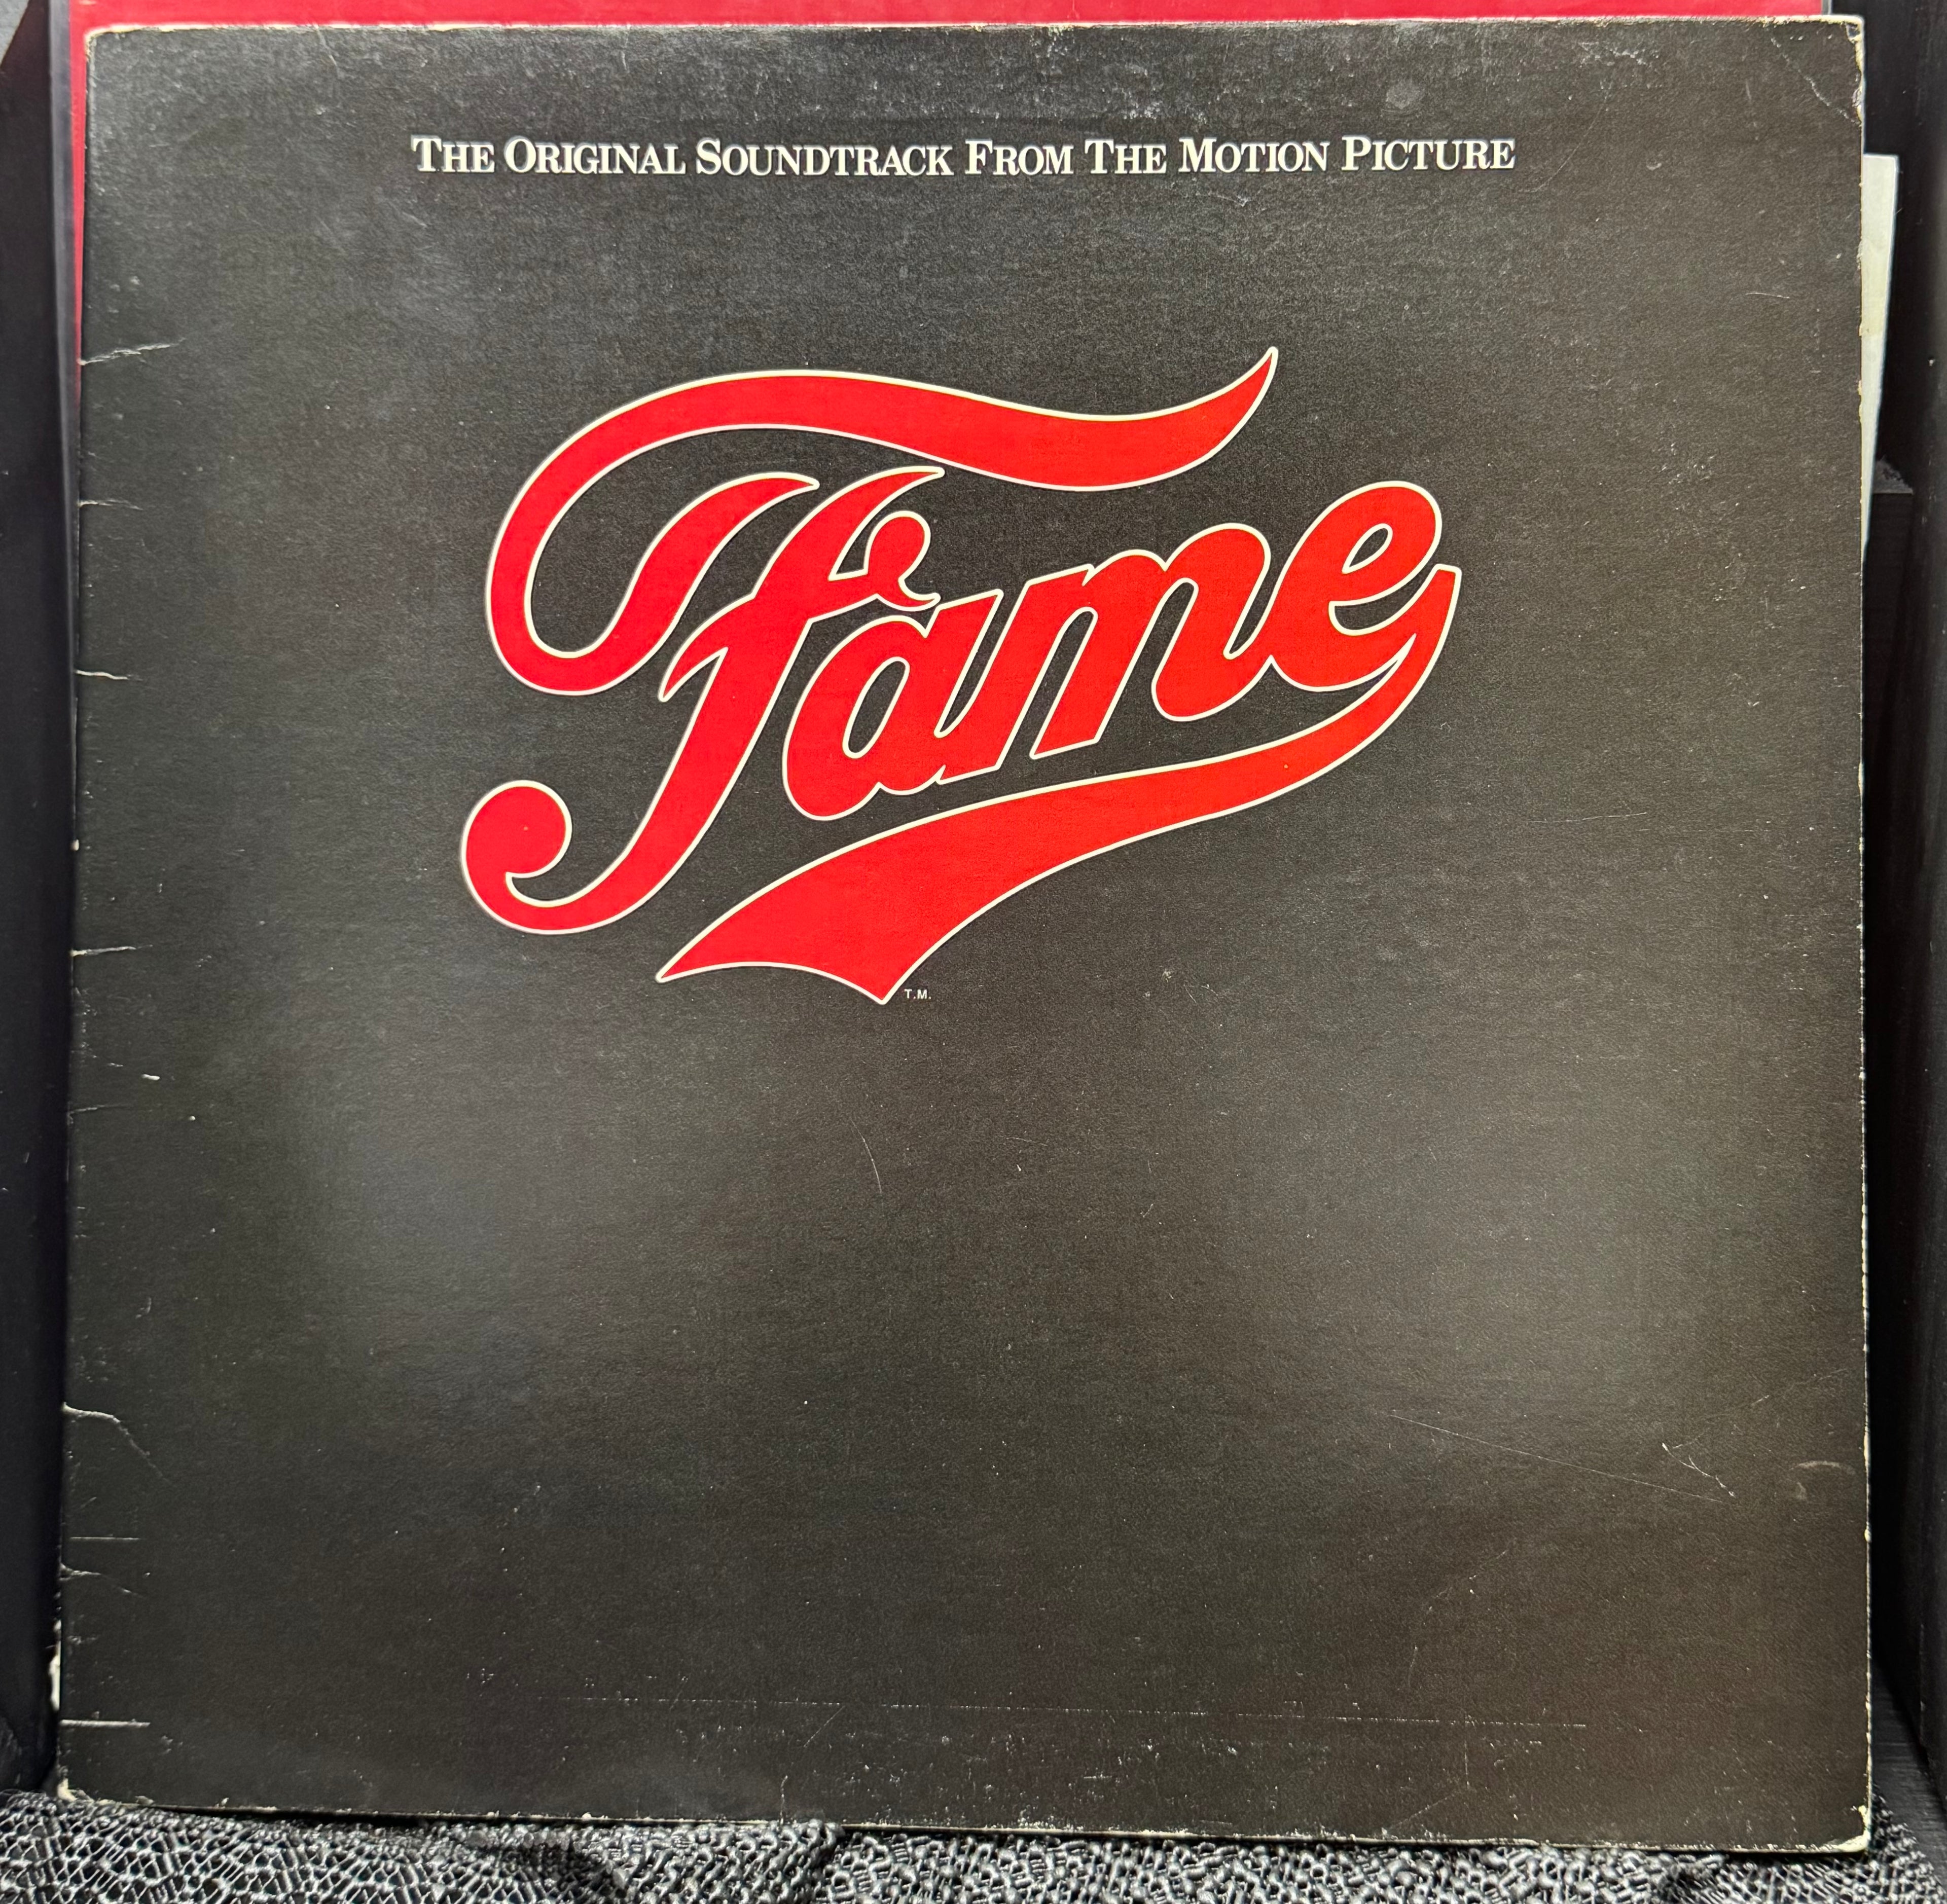 THE ORIGINAL SOUNDTRACK FROM THE MOTION PICTURE
Fame
T.M.